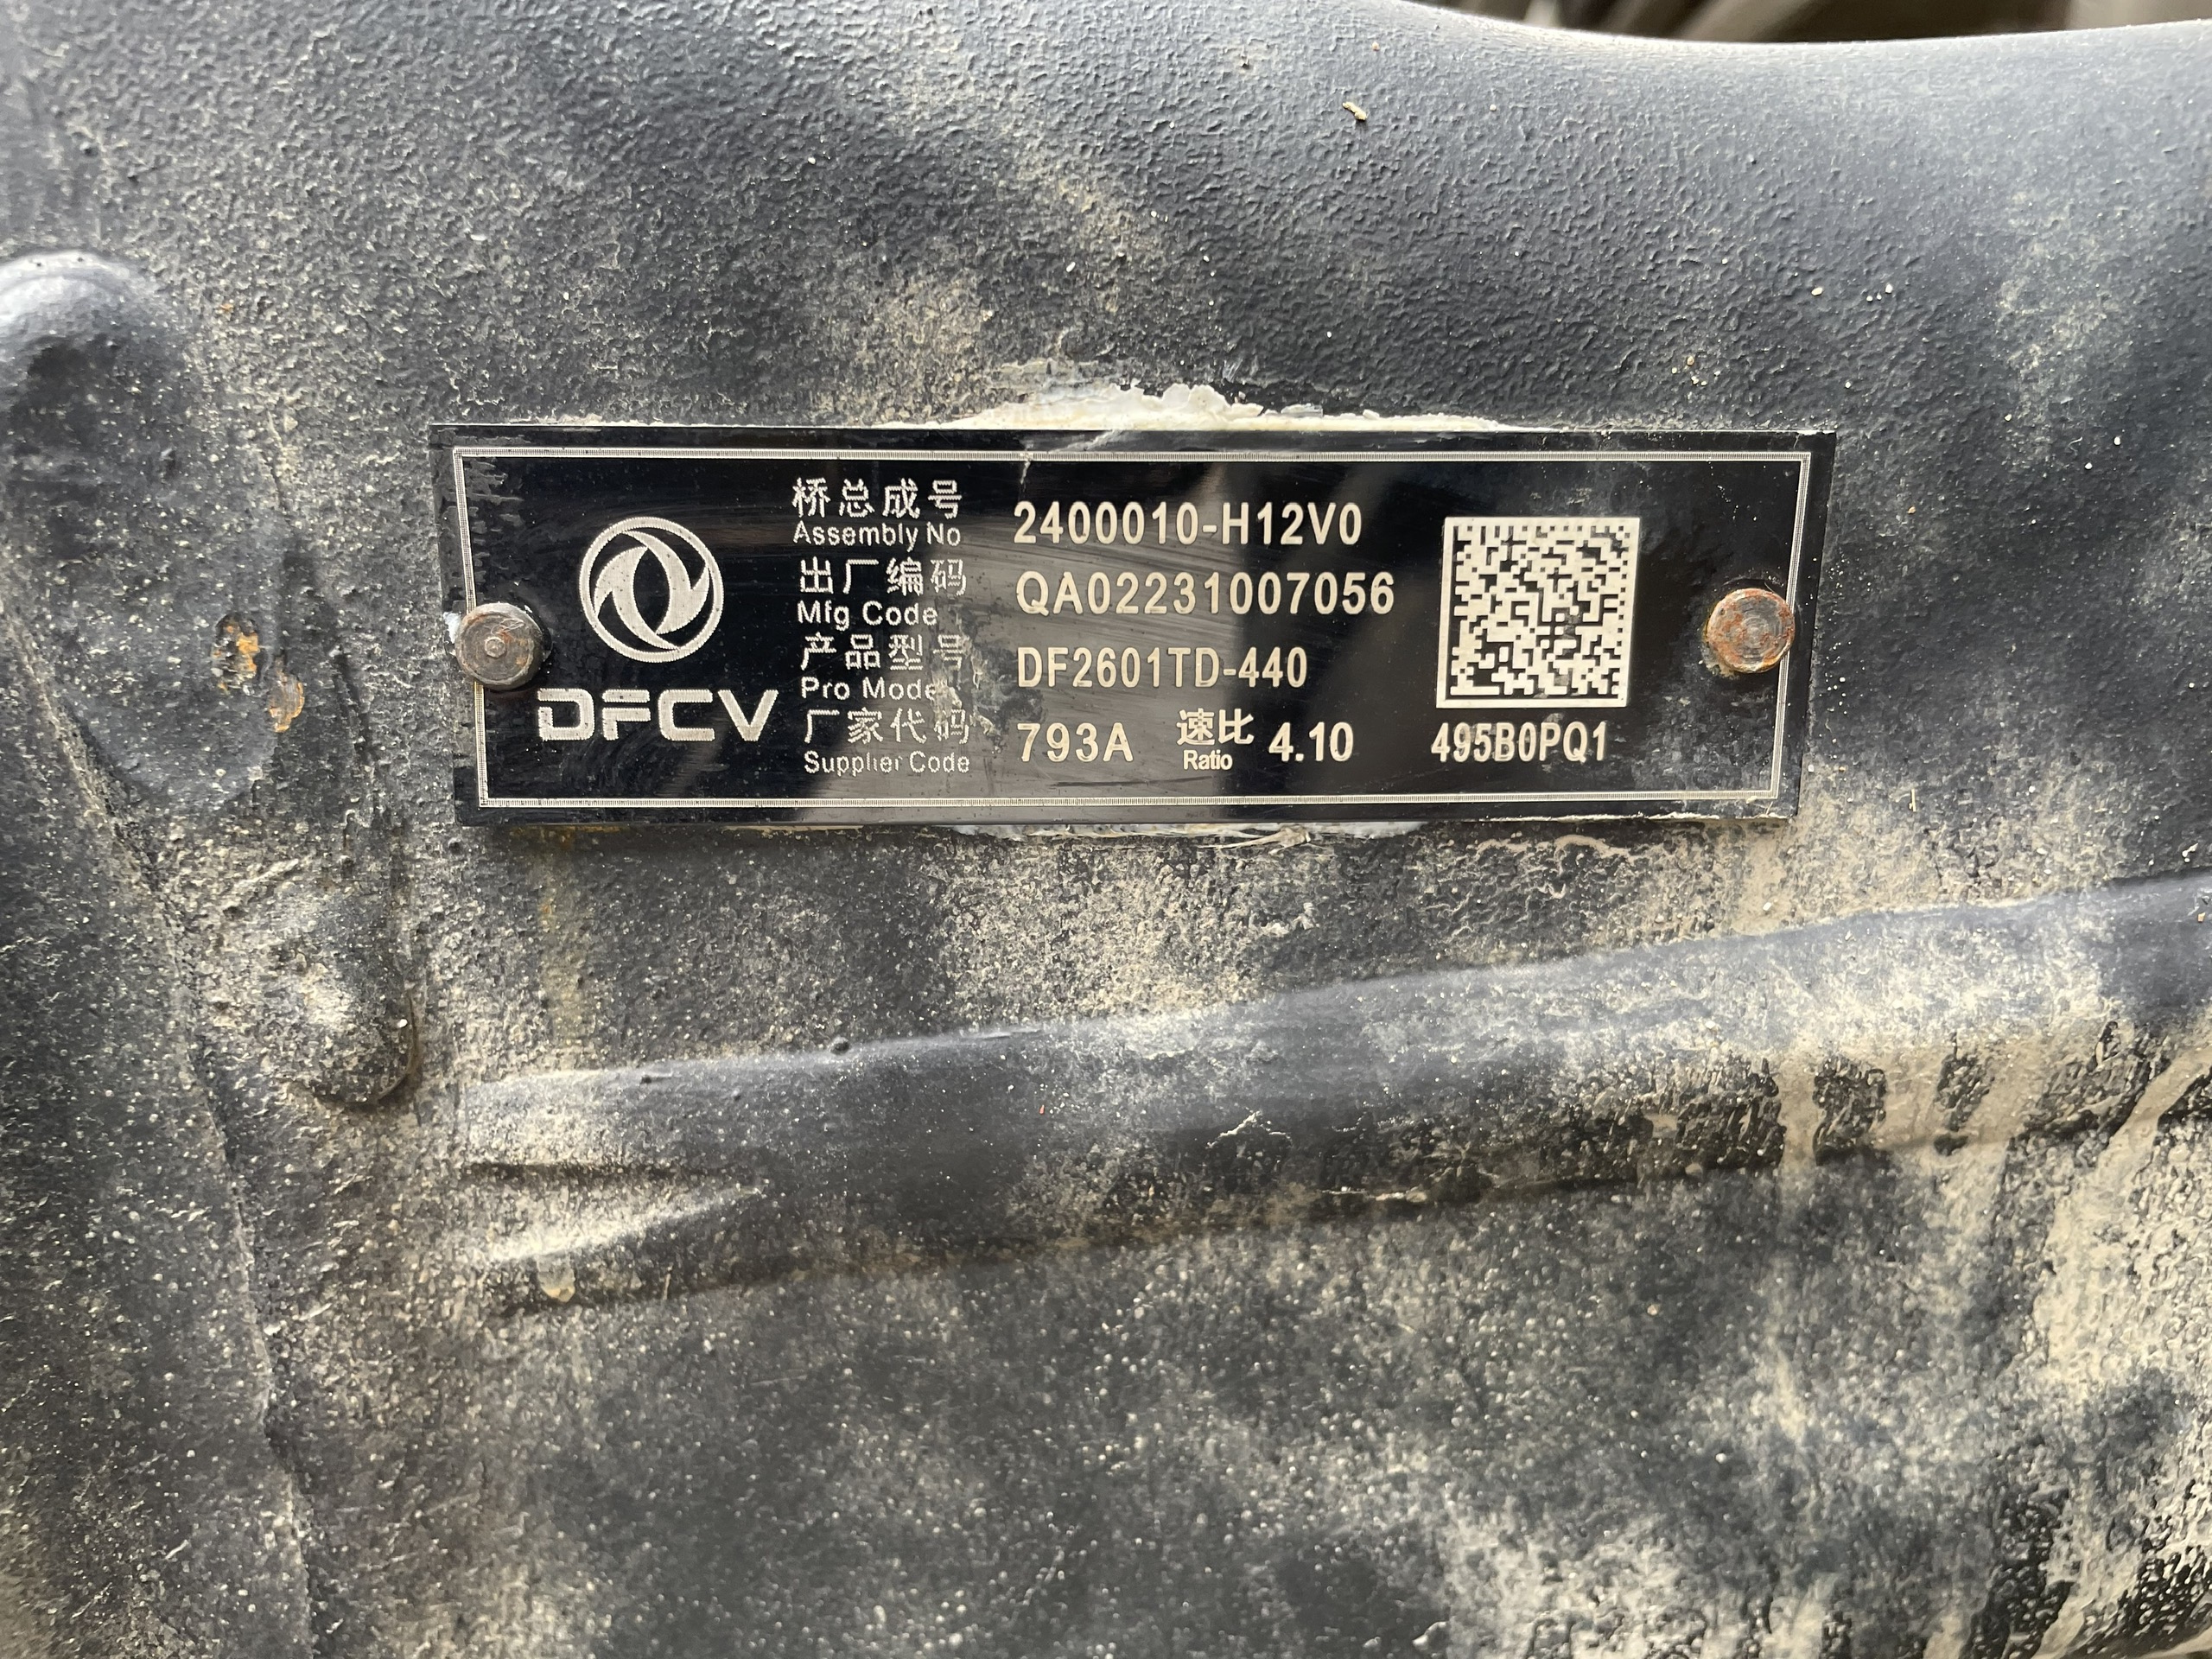 DFCV
桥总成号 2400010-H12V0
Assembly No
出厂编码 QA02231007056
Mfg Code
产品型号 DF2601TD-440
Pro Model
厂家代码 793A 速比 4.10 495B0PQ1
Supplier Code Ratio